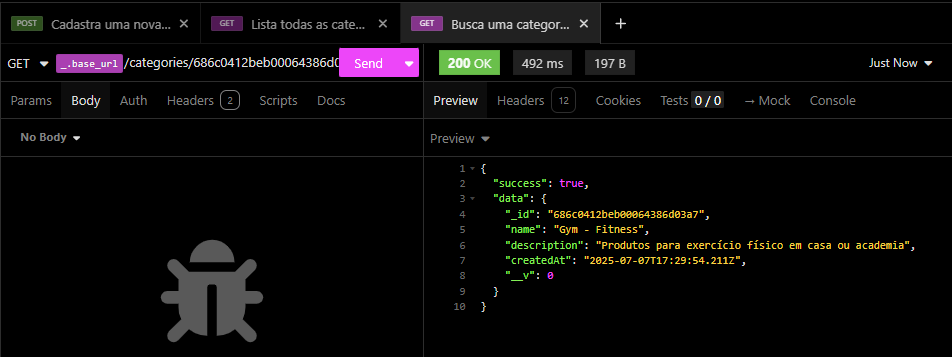 POST Cadastra uma nova... GET Lista todas as cate... GET Busca uma categor...
GET _.base_url /categories/686c0412beb00064386d0 Send 200 OK 492 ms 197 B Just Now
Params Body Auth Headers 2 Scripts Docs Preview Headers 12 Cookies Tests 0 / 0 → Mock Console
No Body Preview
1 {
2 "success": true,
3 "data": {
4 "_id": "686c0412beb00064386d03a7",
5 "name": "Gym - Fitness",
6 "description": "Produtos para exercício físico em casa ou academia",
7 "createdAt": "2025-07-07T17:29:54.211Z",
8 "__v": 0
9 }
10 }